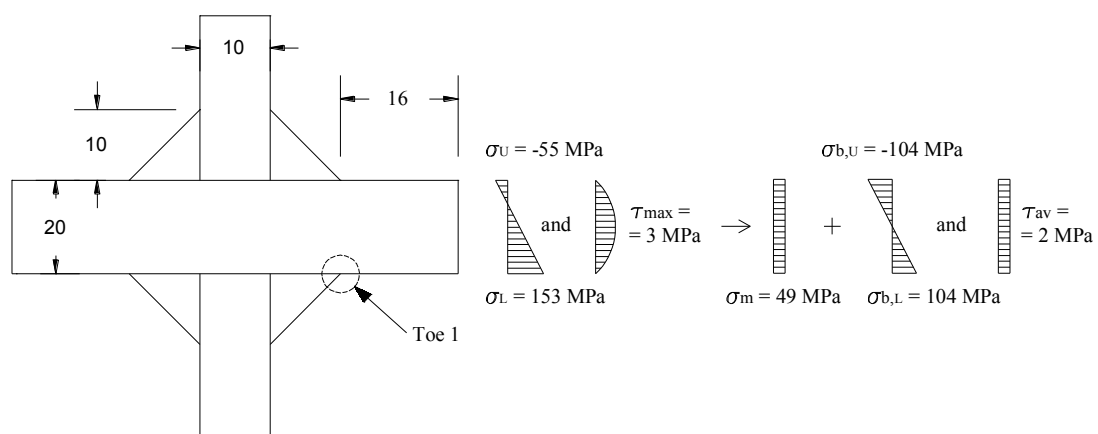 10
16
10
20
σU = -55 MPa
σb,U = -104 MPa
and
τmax =
= 3 MPa
+
and
τav =
= 2 MPa
σL = 153 MPa
σm = 49 MPa
σb,L = 104 MPa
Toe 1